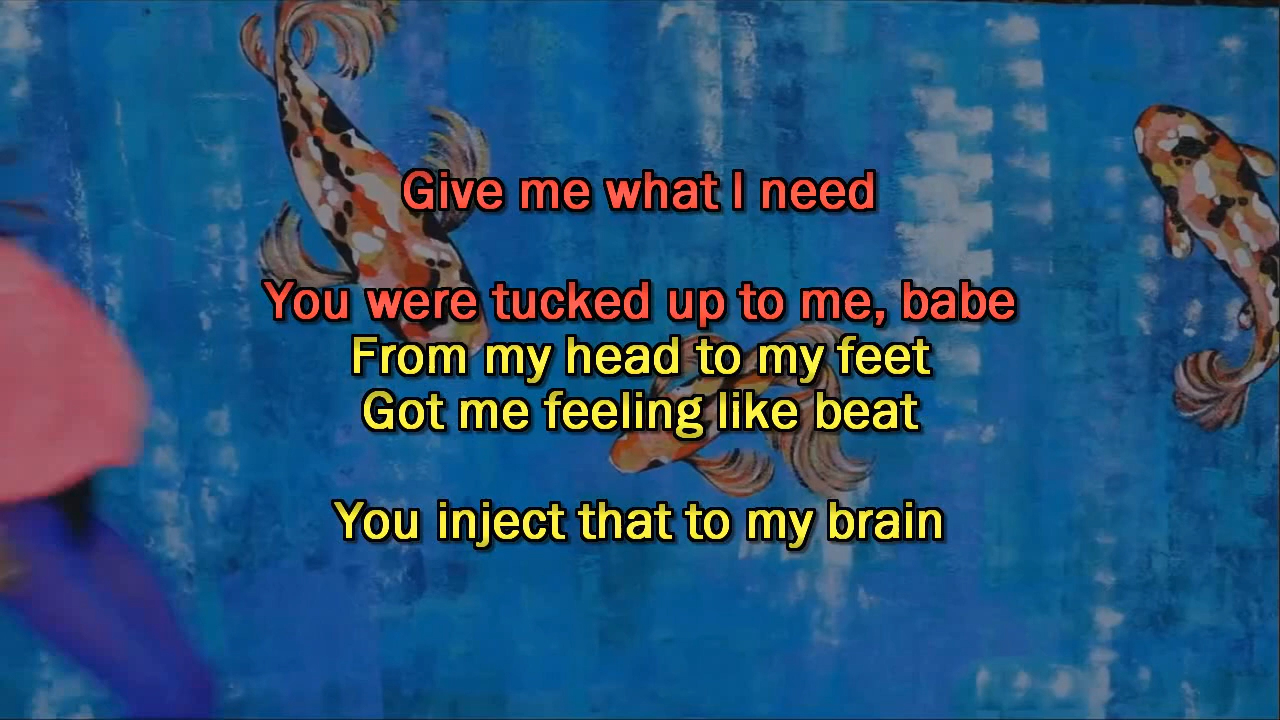 Give me what I need
You were tucked up to me, babe
From my head to my feet
Got me feeling like beat
You inject that to my brain